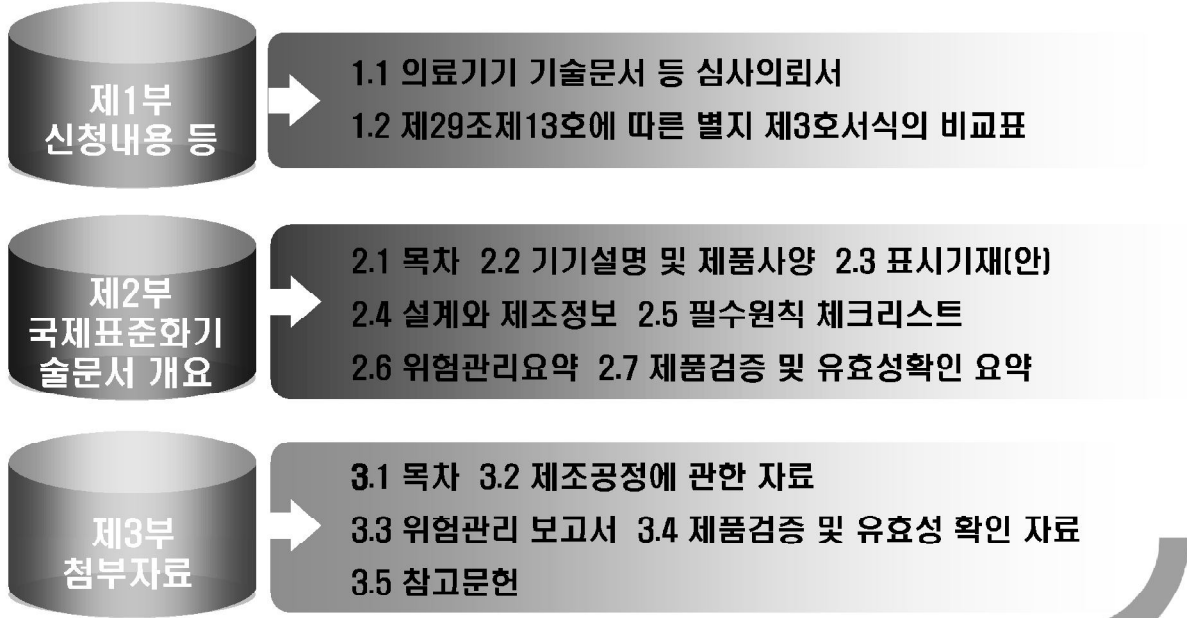 제1부
신청내용 등
1.1 의료기기 기술문서 등 심사의뢰서
1.2 제29조제13호에 따른 별지 제3호서식의 비교표
제2부
국제표준화기
술문서 개요
2.1 목차 2.2 기기설명 및 제품사양 2.3 표시기재(안)
2.4 설계와 제조정보 2.5 필수원칙 체크리스트
2.6 위험관리요약 2.7 제품검증 및 유효성확인 요약
제3부
첨부자료
3.1 목차 3.2 제조공정에 관한 자료
3.3 위험관리 보고서 3.4 제품검증 및 유효성 확인 자료
3.5 참고문헌